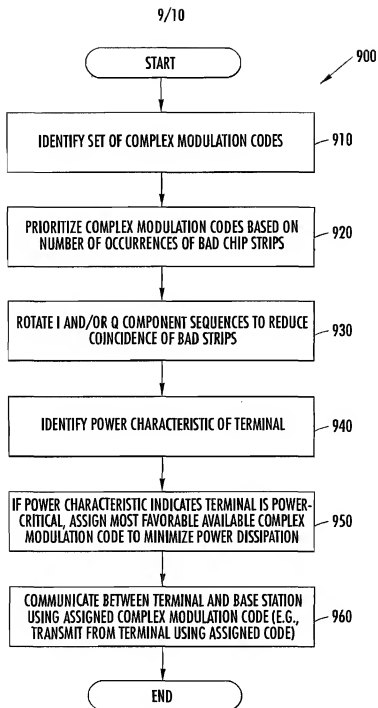 9/10
START
900
IDENTIFY SET OF COMPLEX MODULATION CODES
910
PRIORITIZE COMPLEX MODULATION CODES BASED ON
NUMBER OF OCCURRENCES OF BAD CHIP STRIPS
920
ROTATE I AND/OR Q COMPONENT SEQUENCES TO REDUCE
COINCIDENCE OF BAD STRIPS
930
IDENTIFY POWER CHARACTERISTIC OF TERMINAL
940
IF POWER CHARACTERISTIC INDICATES TERMINAL IS POWER-
CRITICAL, ASSIGN MOST FAVORABLE AVAILABLE COMPLEX
MODULATION CODE TO MINIMIZE POWER DISSIPATION
950
COMMUNICATE BETWEEN TERMINAL AND BASE STATION
USING ASSIGNED COMPLEX MODULATION CODE (E.G.,
TRANSMIT FROM TERMINAL USING ASSIGNED CODE)
960
END